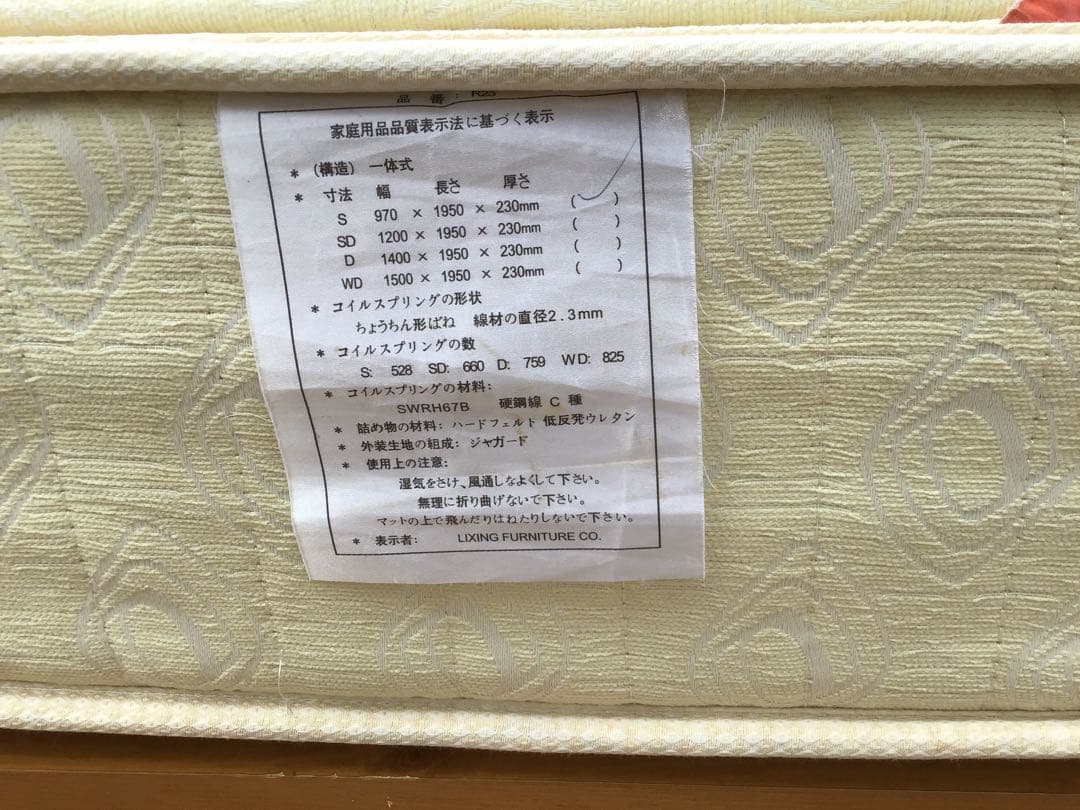 品 番 : R25
家庭用品品質表示法に基づく表示
* (構造) 一体式
* 寸法 幅 長さ 厚さ
S 970 × 1950 × 230mm ( )
SD 1200 × 1950 × 230mm ( )
D 1400 × 1950 × 230mm ( )
WD 1500 × 1950 × 230mm ( )
* コイルスプリングの形状
ちょうちん形ばね 線材の直径2.3mm
* コイルスプリングの数
S: 528 SD: 660 D: 759 WD: 825
* コイルスプリングの材料:
SWRH67B 硬鋼線 C 種
* 詰め物の材料: ハードフェルト 低反発ウレタン
* 外装生地の組成: ジャガード
* 使用上の注意:
湿気をさけ、風通しなよくして下さい。
無理に折り曲げないで下さい。
マットの上で飛んだりはねたりしないで下さい。
* 表示者: LIXING FURNITURE CO.